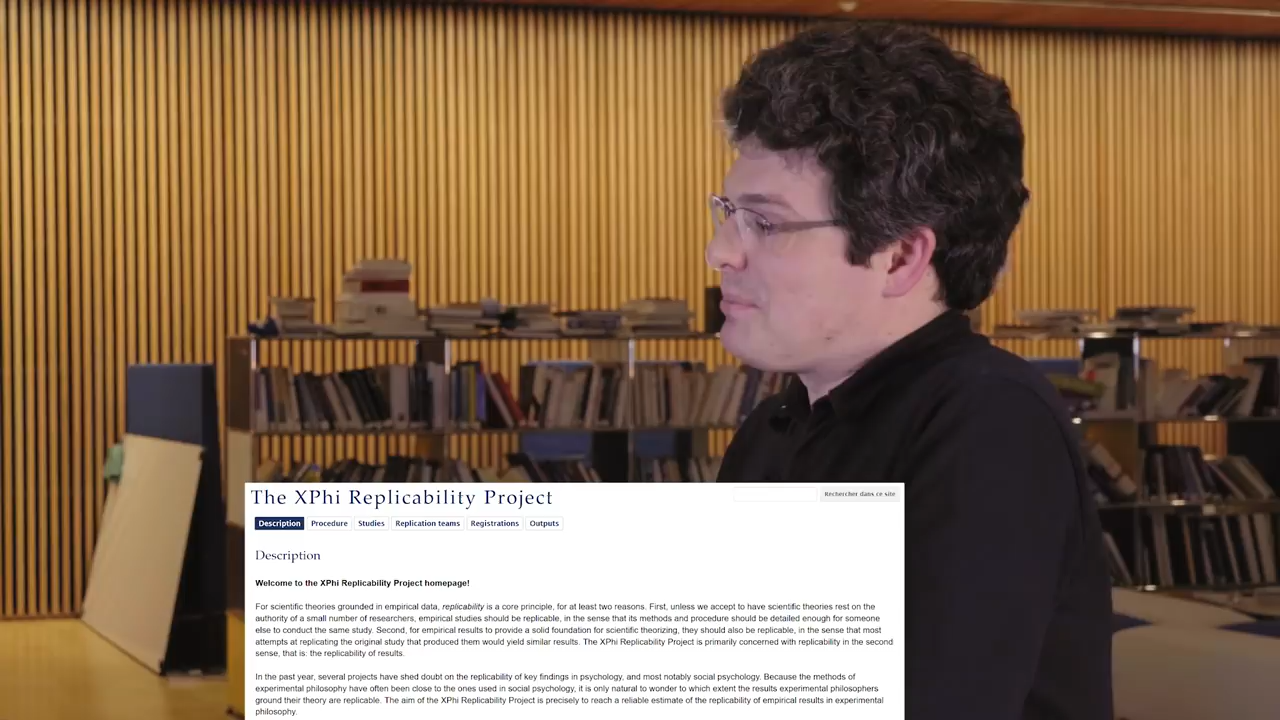 The XPhi Replicability Project
Rechercher dans ce site
Description Procedure Studies Replication teams Registrations Outputs
Description
Welcome to the XPhi Replicability Project homepage!
For scientific theories grounded in empirical data, replicability is a core principle, for at least two reasons. First, unless we accept to have scientific theories rest on the
authority of a small number of researchers, empirical studies should be replicable, in the sense that its methods and procedure should be detailed enough for someone
else to conduct the same study. Second, for empirical results to provide a solid foundation for scientific theorizing, they should also be replicable, in the sense that most
attempts at replicating the original study that produced them would yield similar results. The XPhi Replicability Project is primarily concerned with replicability in the second
sense, that is: the replicability of results.
In the past year, several projects have shed doubt on the replicability of key findings in psychology, and most notably social psychology. Because the methods of
experimental philosophy have often been close to the ones used in social psychology, it is only natural to wonder to which extent the results experimental philosophers
ground their theory are replicable. The aim of the XPhi Replicability Project is precisely to reach a reliable estimate of the replicability of empirical results in experimental
philosophy.